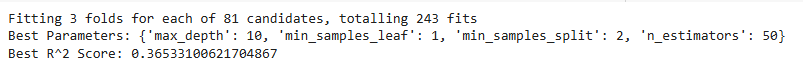 Fitting 3 folds for each of 81 candidates, totalling 243 fits
Best Parameters: {'max_depth': 10, 'min_samples_leaf': 1, 'min_samples_split': 2, 'n_estimators': 50}
Best R^2 Score: 0.36533100621704867